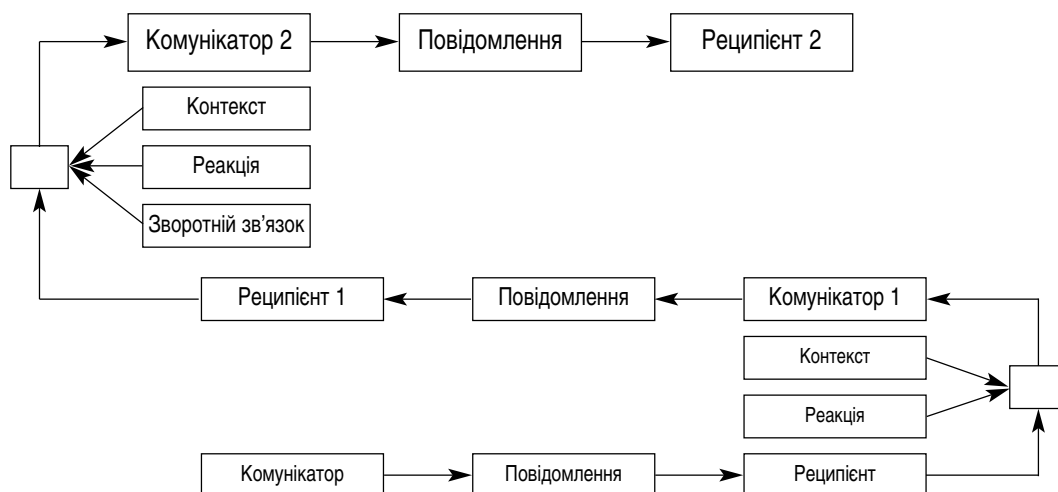 Комунікатор 2
Повідомлення
Реципієнт 2
Контекст
Реакція
Зворотній зв'язок
Реципієнт 1
Повідомлення
Комунікатор 1
Контекст
Реакція
Комунікатор
Повідомлення
Реципієнт